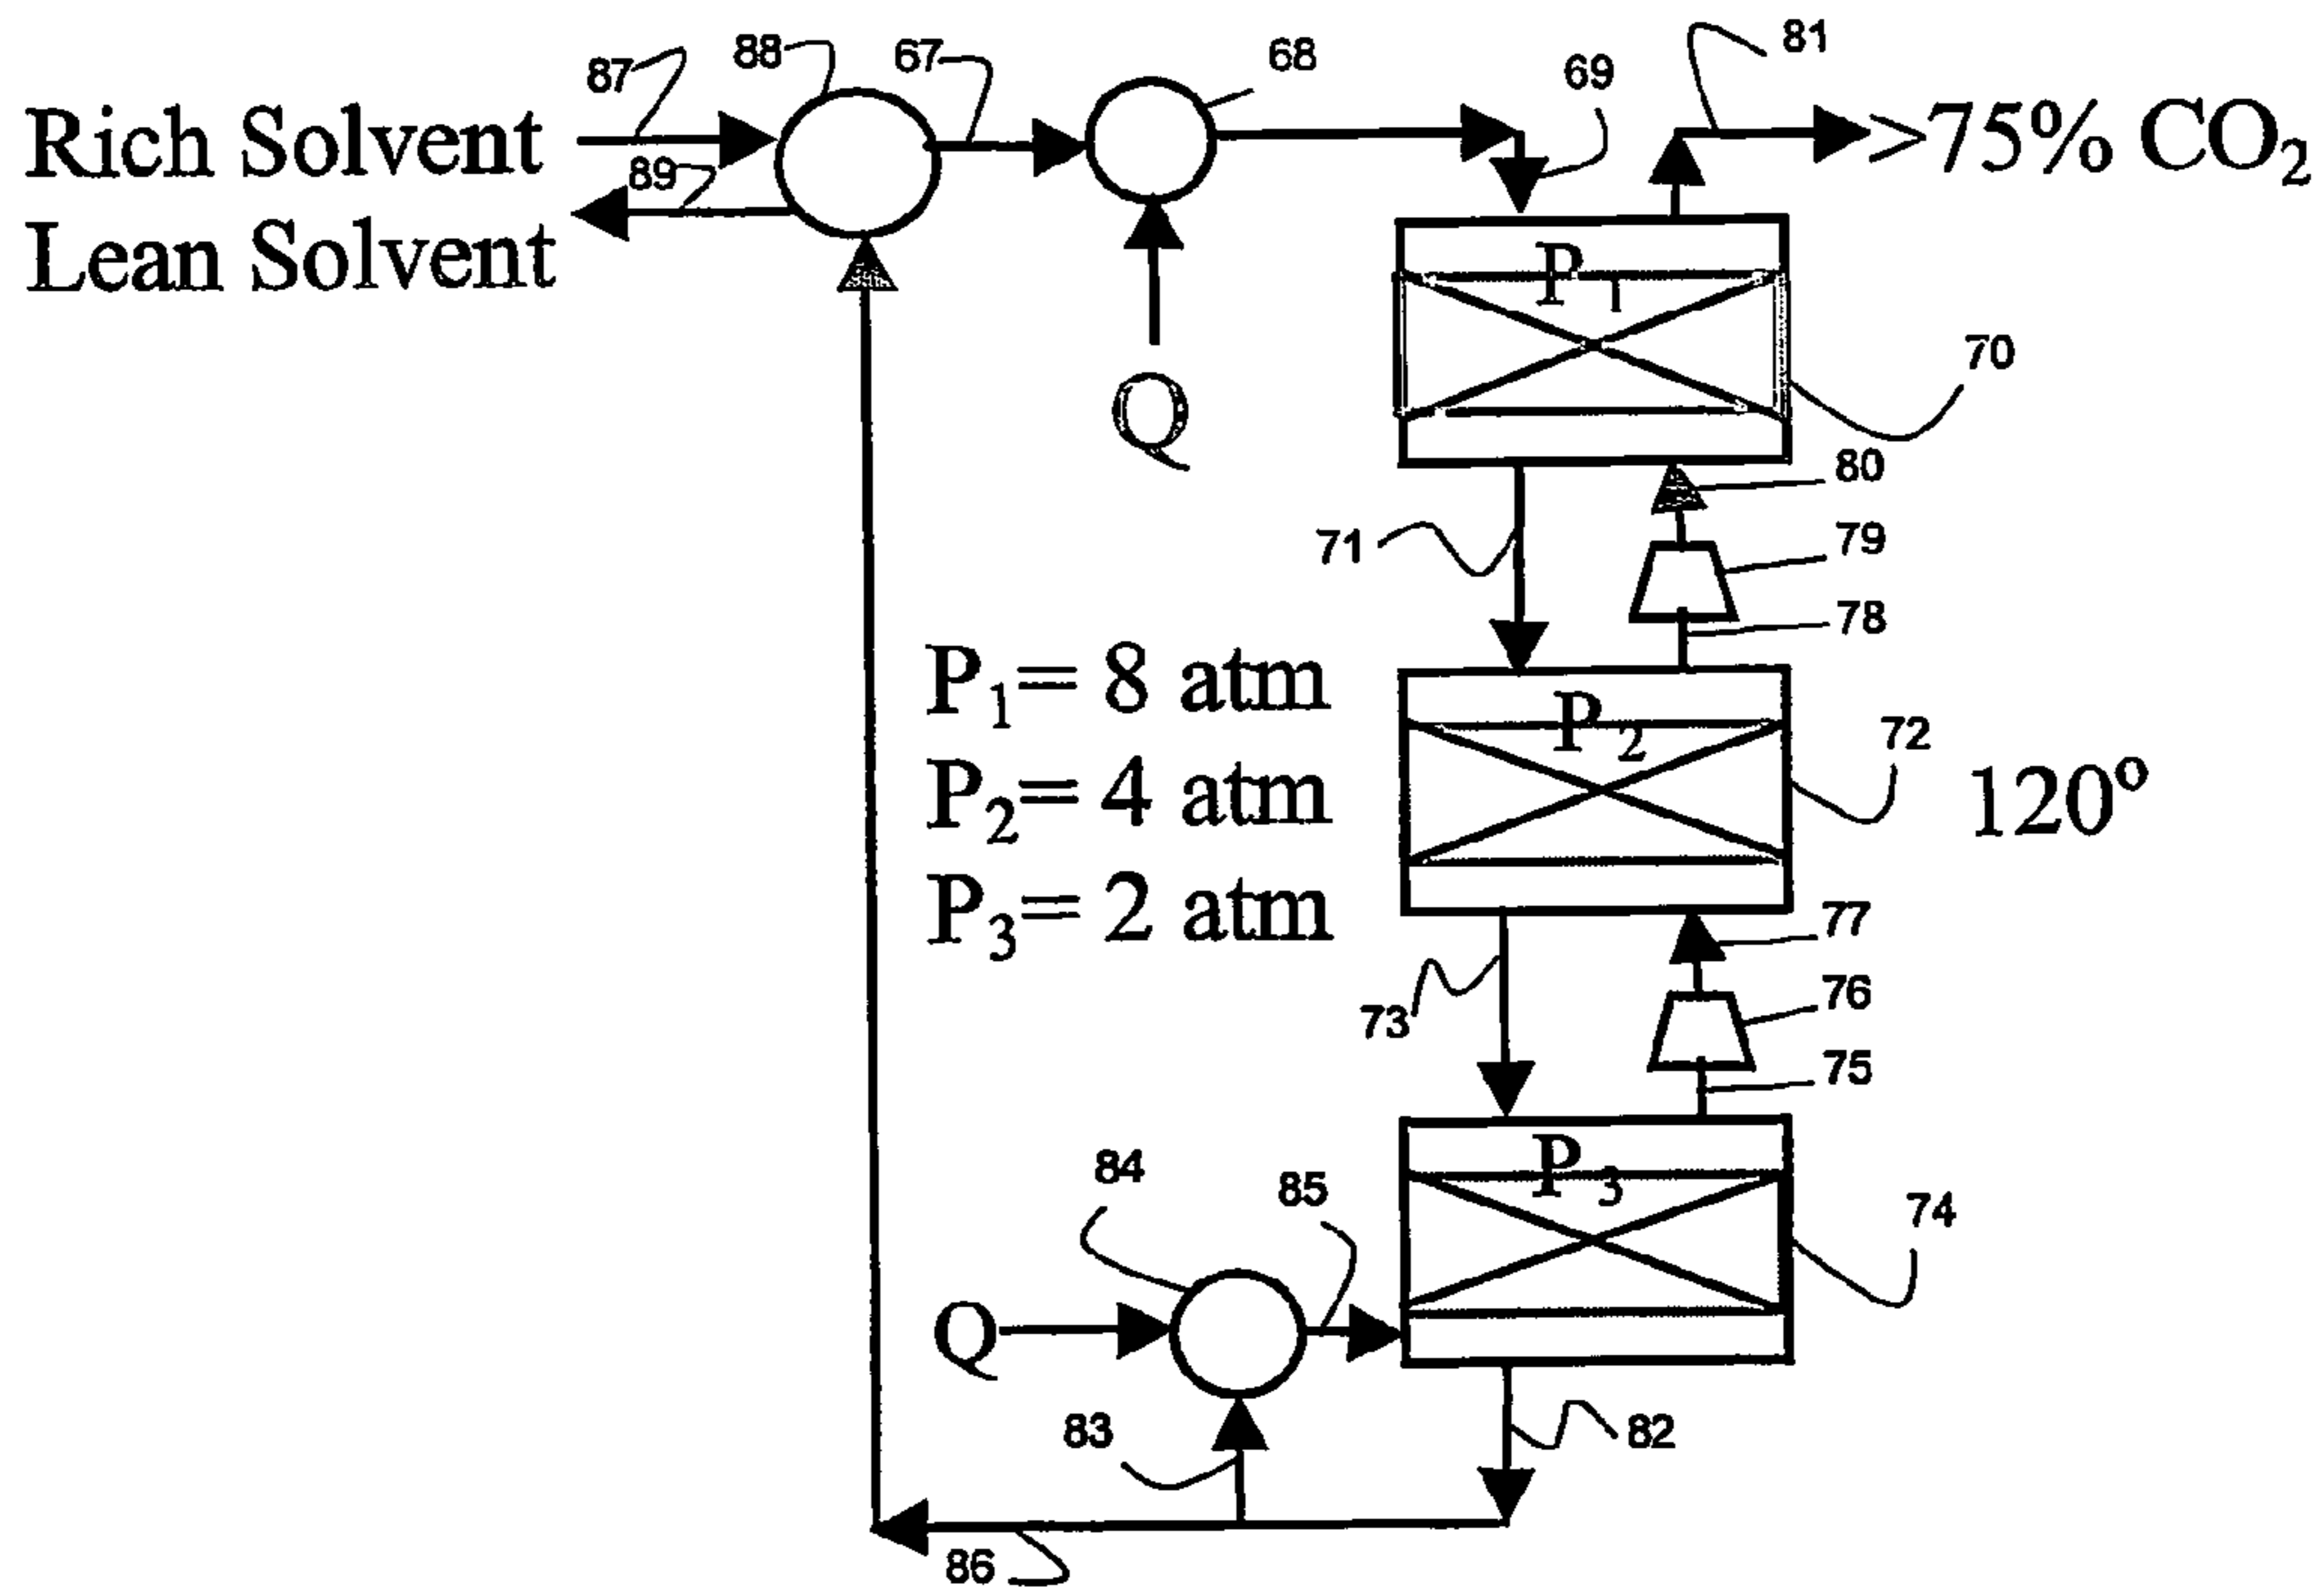 87
88
67
68
69
81
Rich Solvent
89
Lean Solvent
>75% CO₂
P₁
Q
70
80
71
79
78
P₁= 8 atm
P₂= 4 atm
P₃= 2 atm
P₂
72
120º
77
73
76
75
P₃
84
85
74
Q
83
82
86